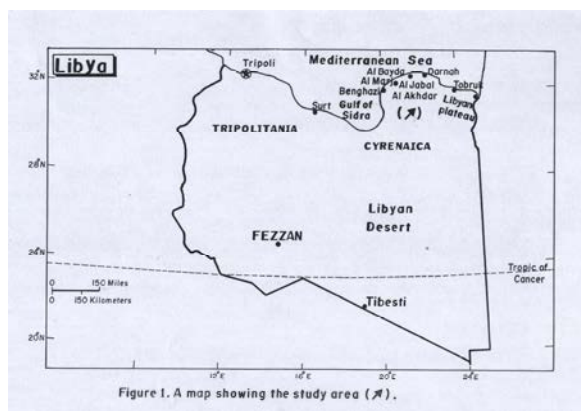 Libya
Mediterranean Sea
Tripoli
32°N
Al Bayda
Darnah
Al Marj
Al Jabal
Al Akhdar
Tobruk
Benghazi
Surt
Gulf of
Sidra
Libyan
plateau
(↗)
TRIPOLITANIA
CYRENAICA
28°N
Libyan
Desert
FEZZAN
24°N
Tropic of
Cancer
0 150 Miles
0 150 Kilometers
Tibesti
20°N
12°E
16°E
20°E
24°E
Figure 1. A map showing the study area (↗).